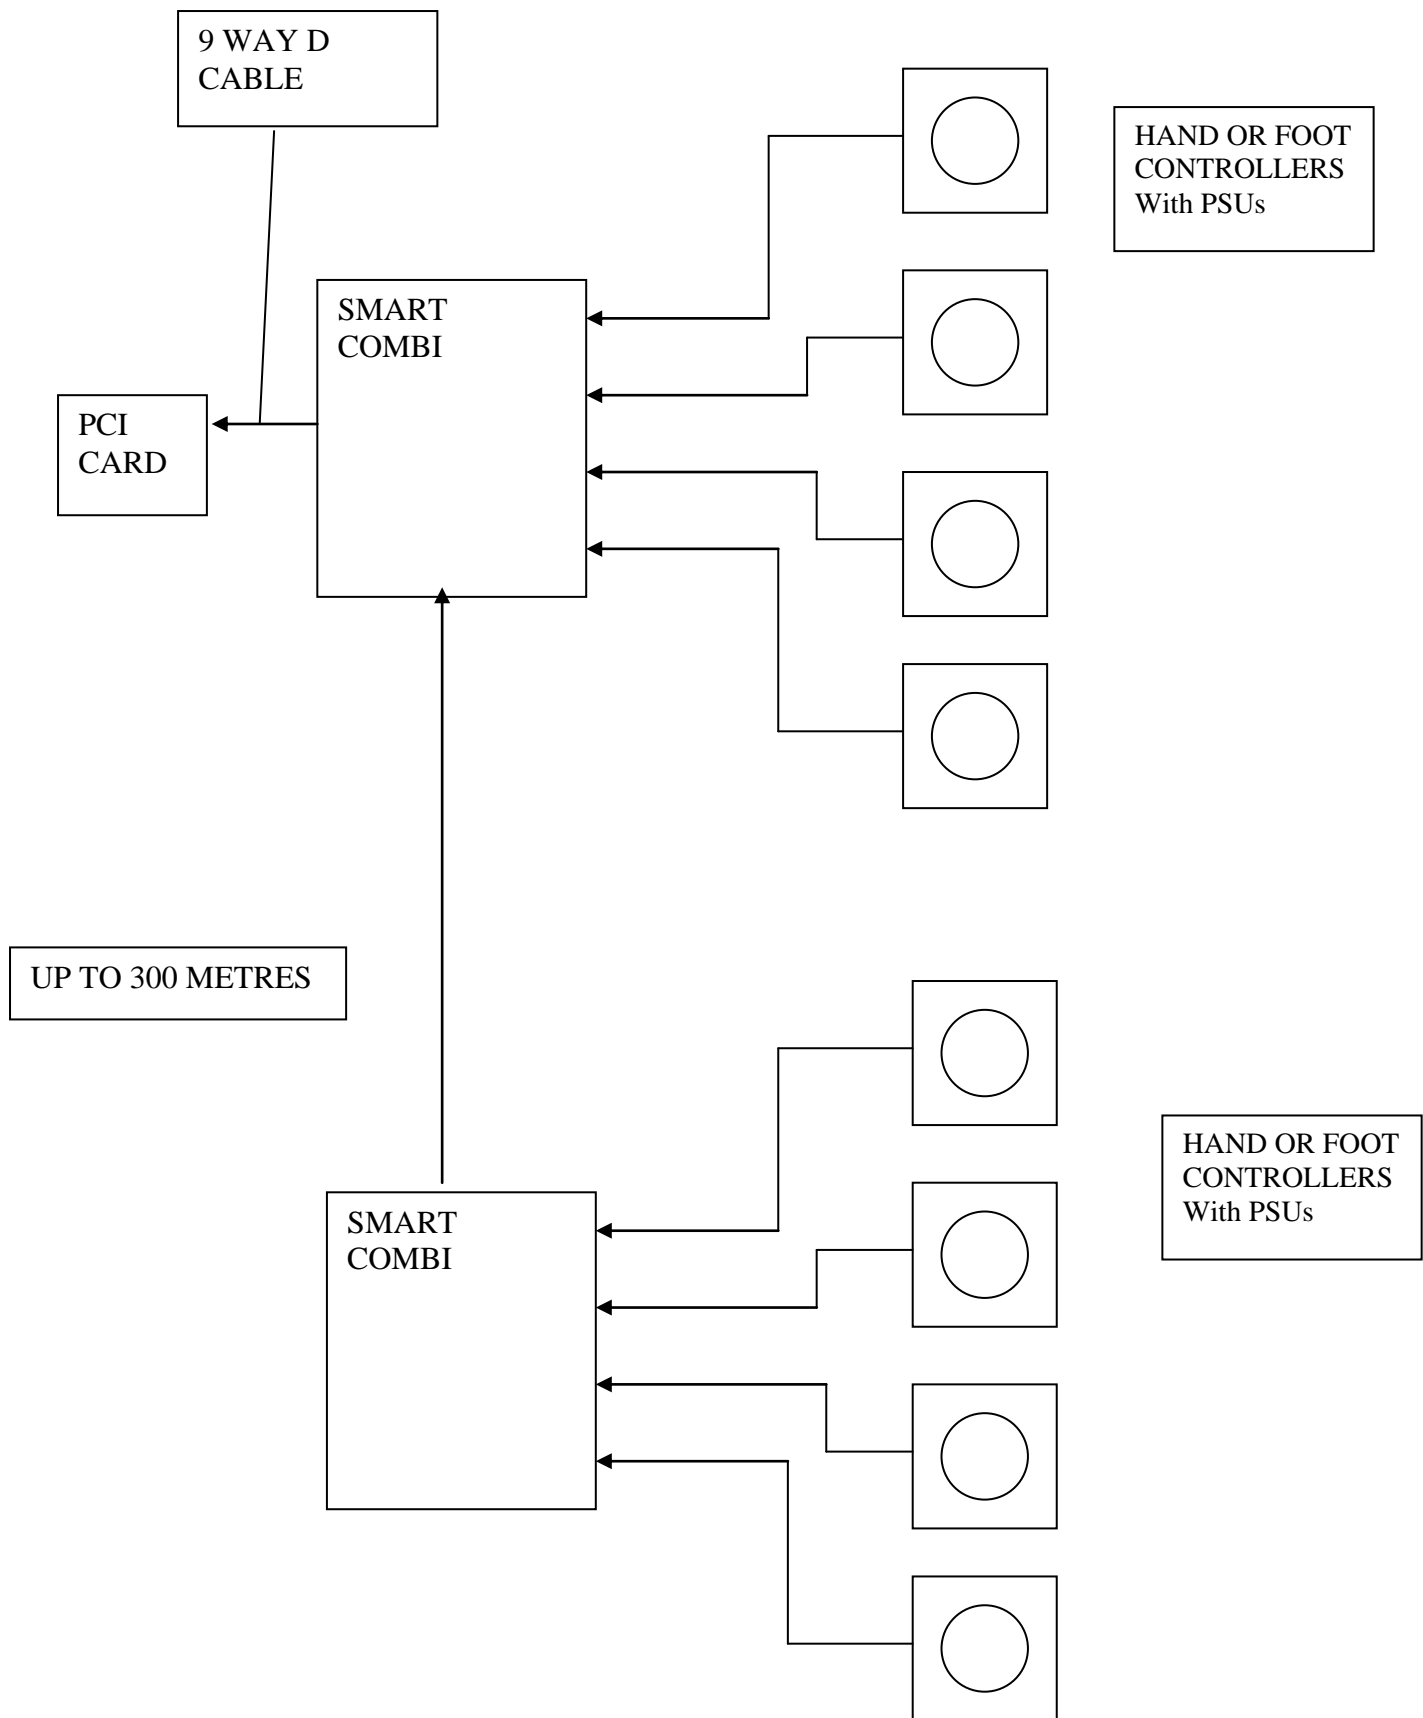 9 WAY D
CABLE
HAND OR FOOT
CONTROLLERS
With PSUs
SMART
COMBI
PCI
CARD
UP TO 300 METRES
HAND OR FOOT
CONTROLLERS
With PSUs
SMART
COMBI